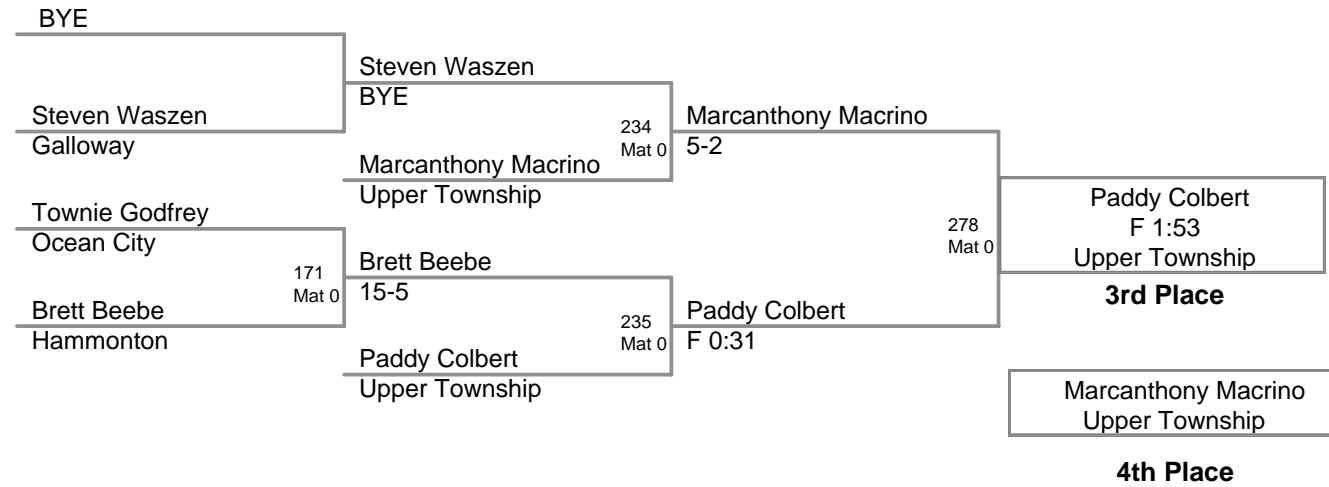 BYE
Steven Waszen
Galloway
Townie Godfrey
Ocean City
Brett Beebe
Hammonton
171
Mat 0
Steven Waszen
BYE
Marcanthony Macrino
Upper Township
Brett Beebe
15-5
Paddy Colbert
Upper Township
234
Mat 0
235
Mat 0
Marcanthony Macrino
5-2
Paddy Colbert
F 0:31
278
Mat 0
Paddy Colbert
F 1:53
Upper Township
3rd Place
Marcanthony Macrino
Upper Township
4th Place